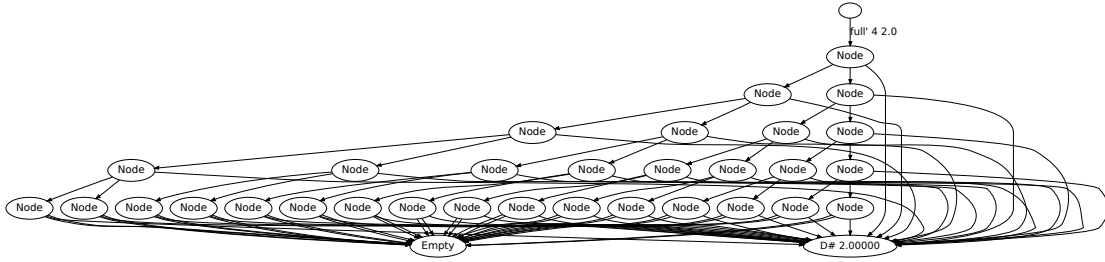 full' 4 2.0
Node
Node Node
Node Node Node Node
Node Node Node Node Node Node Node Node
Node Node Node Node Node Node Node Node Node Node Node Node Node Node Node Node
Empty D# 2.00000